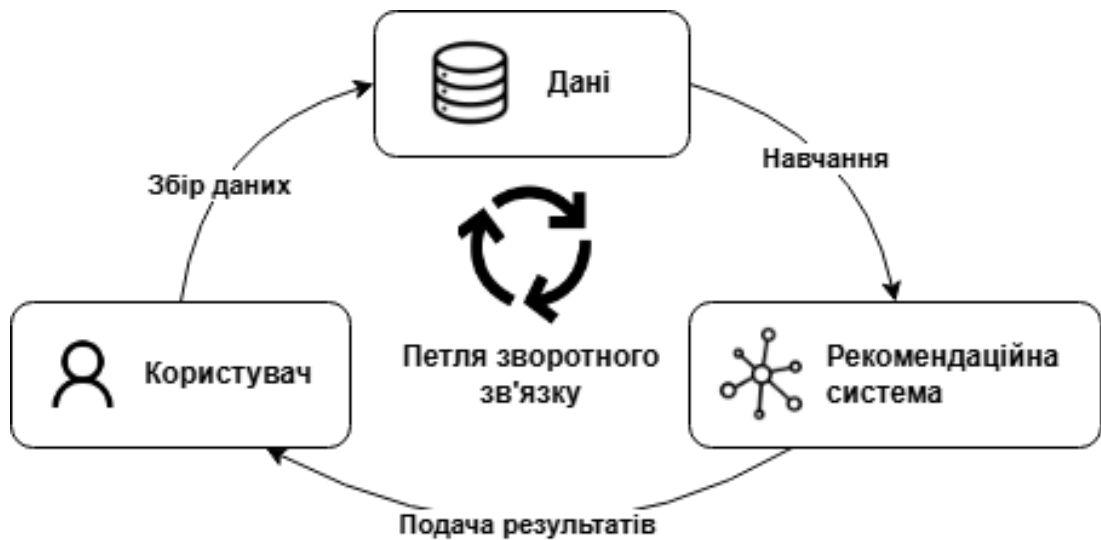 Дані
Навчання
Збір даних
Користувач
Петля зворотного
зв'язку
Рекомендаційна
система
Подача результатів